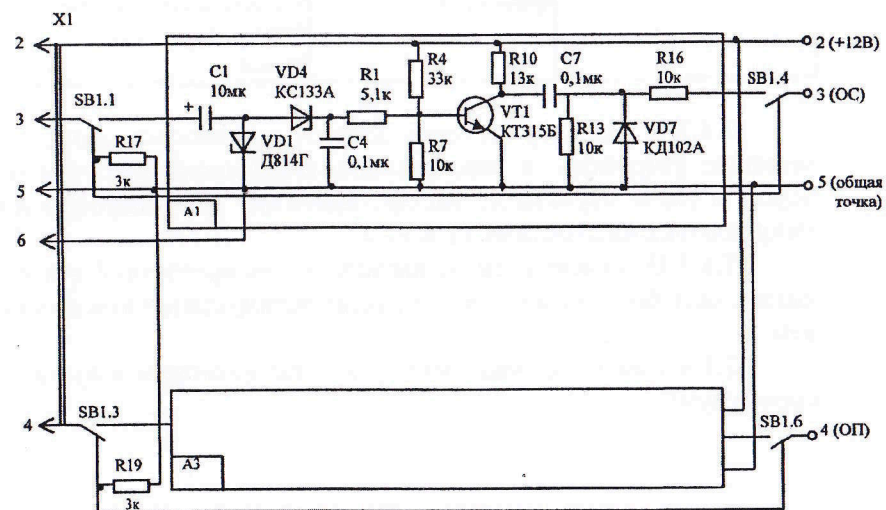 X1
2
2 (+12В)
R4
33к
R10
13к
C7
0,1мк
R16
10к
C1
10мк
VD4
КС133А
R1
5,1к
SB1.4
SB1.1
+
3
3 (ОС)
VT1
КТ315Б
R17
3к
VD1
Д814Г
C4
0,1мк
R7
10к
R13
10к
VD7
КД102А
5
5 (общая
точка)
A1
6
SB1.3
SB1.6
4
4 (ОП)
R19
3к
A3